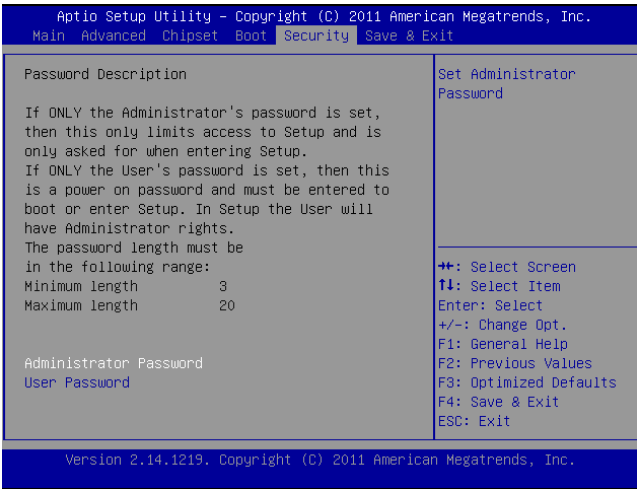 Aptio Setup Utility – Copyright (C) 2011 American Megatrends, Inc.
Main Advanced Chipset Boot Security Save & Exit
Password Description
If ONLY the Administrator's password is set,
then this only limits access to Setup and is
only asked for when entering Setup.
If ONLY the User's password is set, then this
is a power on password and must be entered to
boot or enter Setup. In Setup the User will
have Administrator rights.
The password length must be
in the following range:
Minimum length 3
Maximum length 20
Administrator Password
User Password
Set Administrator
Password
→←: Select Screen
↑↓: Select Item
Enter: Select
+/-: Change Opt.
F1: General Help
F2: Previous Values
F3: Optimized Defaults
F4: Save & Exit
ESC: Exit
Version 2.14.1219. Copyright (C) 2011 American Megatrends, Inc.